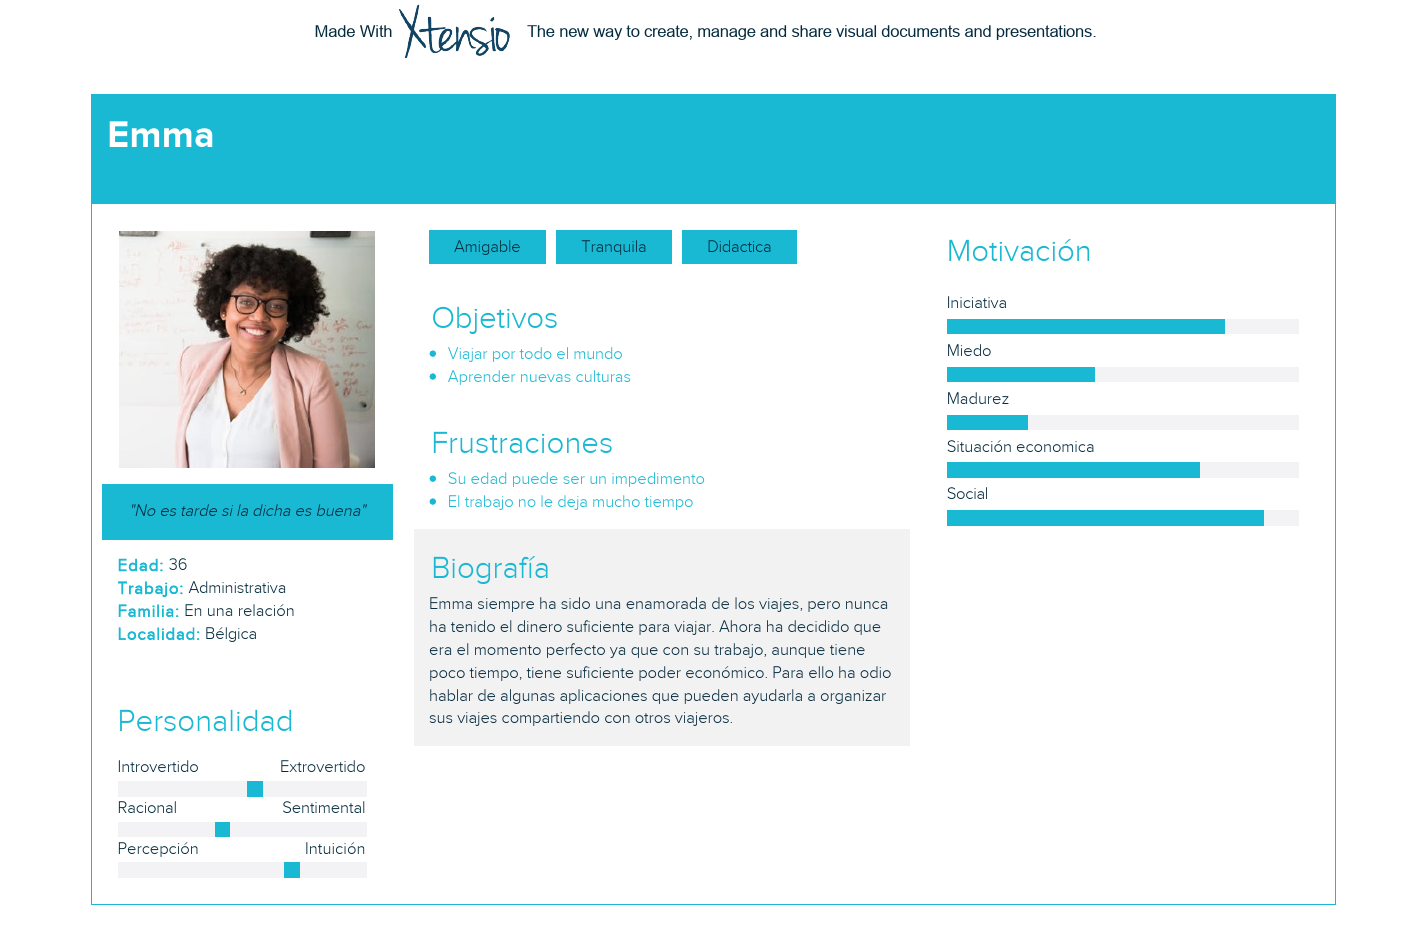 Made With Xtensio The new way to create, manage and share visual documents and presentations.
Emma
"No es tarde si la dicha es buena"
Edad: 36
Trabajo: Administrativa
Familia: En una relación
Localidad: Bélgica
Personalidad
Introvertido Extrovertido
Racional Sentimental
Percepción Intuición
Amigable Tranquila Didactica
Objetivos
Viajar por todo el mundo
Aprender nuevas culturas
Frustraciones
Su edad puede ser un impedimento
El trabajo no le deja mucho tiempo
Biografía
Emma siempre ha sido una enamorada de los viajes, pero nunca
ha tenido el dinero suficiente para viajar. Ahora ha decidido que
era el momento perfecto ya que con su trabajo, aunque tiene
poco tiempo, tiene suficiente poder económico. Para ello ha odio
hablar de algunas aplicaciones que pueden ayudarla a organizar
sus viajes compartiendo con otros viajeros.
Motivación
Iniciativa
Miedo
Madurez
Situación economica
Social